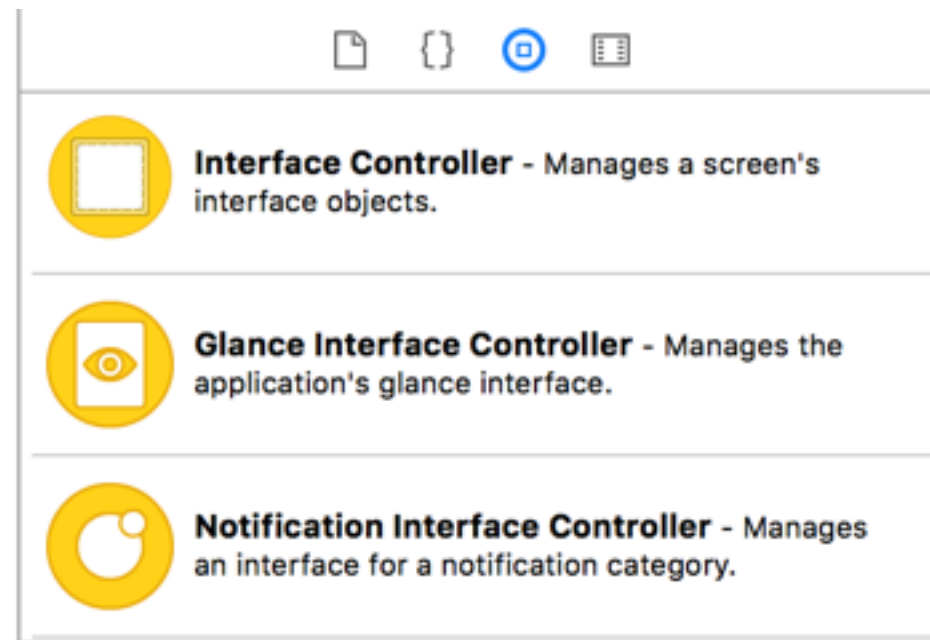 Interface Controller - Manages a screen's
interface objects.
Glance Interface Controller - Manages the
application's glance interface.
Notification Interface Controller - Manages
an interface for a notification category.